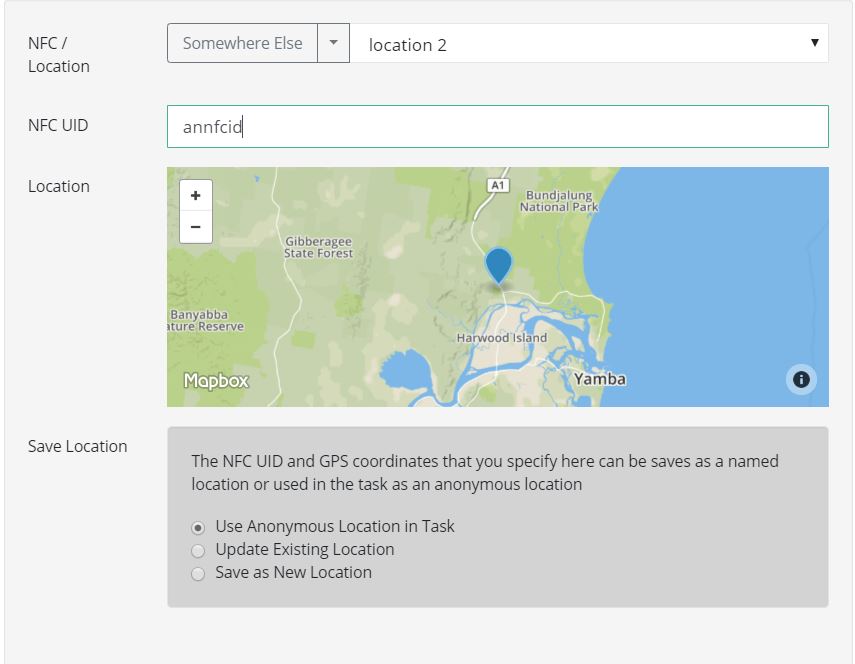 NFC /
Location
Somewhere Else
location 2
NFC UID
annfcid
Location
+
−
A1
Bundjalung
National Park
Gibberagee
State Forest
Banyabba
ature Reserve
Harwood Island
Yamba
Mapbox
i
Save Location
The NFC UID and GPS coordinates that you specify here can be saves as a named
location or used in the task as an anonymous location
Use Anonymous Location in Task
Update Existing Location
Save as New Location